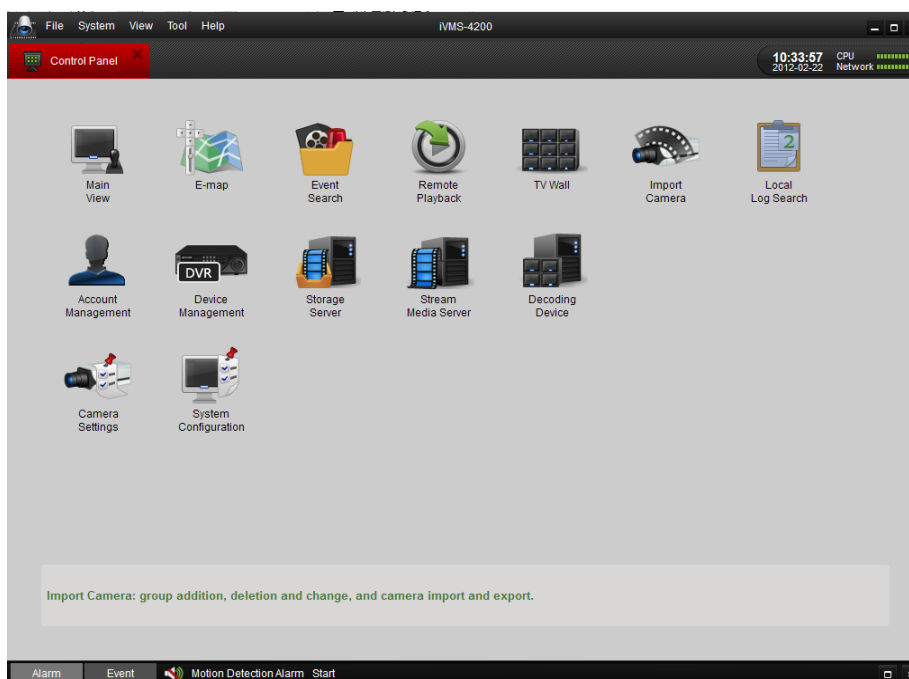 File System View Tool Help iVMS-4200
Control Panel 10:33:57 CPU
2012-02-22 Network
Main View
E-map
Event Search
Remote Playback
TV Wall
Import Camera
2
Local Log Search
Account Management
DVR
Device Management
Storage Server
Stream Media Server
Decoding Device
Camera Settings
System Configuration
Import Camera: group addition, deletion and change, and camera import and export.
Alarm Event Motion Detection Alarm Start